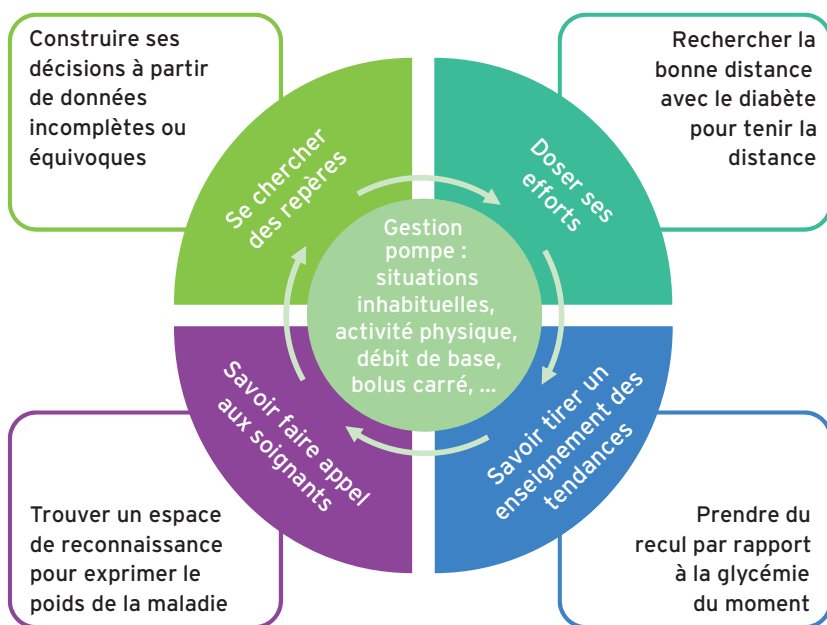 Construire ses
décisions à partir
de données
incomplètes ou
équivoques
Rechercher la
bonne distance
avec le diabète
pour tenir la
distance
Se chercher
des repères
Doser ses
efforts
Gestion
pompe :
situations
inhabituelles,
activité physique,
débit de base,
bolus carré, ...
Savoir faire appel
aux soignants
Savoir tirer un
enseignement des
tendances
Trouver un espace
de reconnaissance
pour exprimer le
poids de la maladie
Prendre du
recul par rapport
à la glycémie
du moment